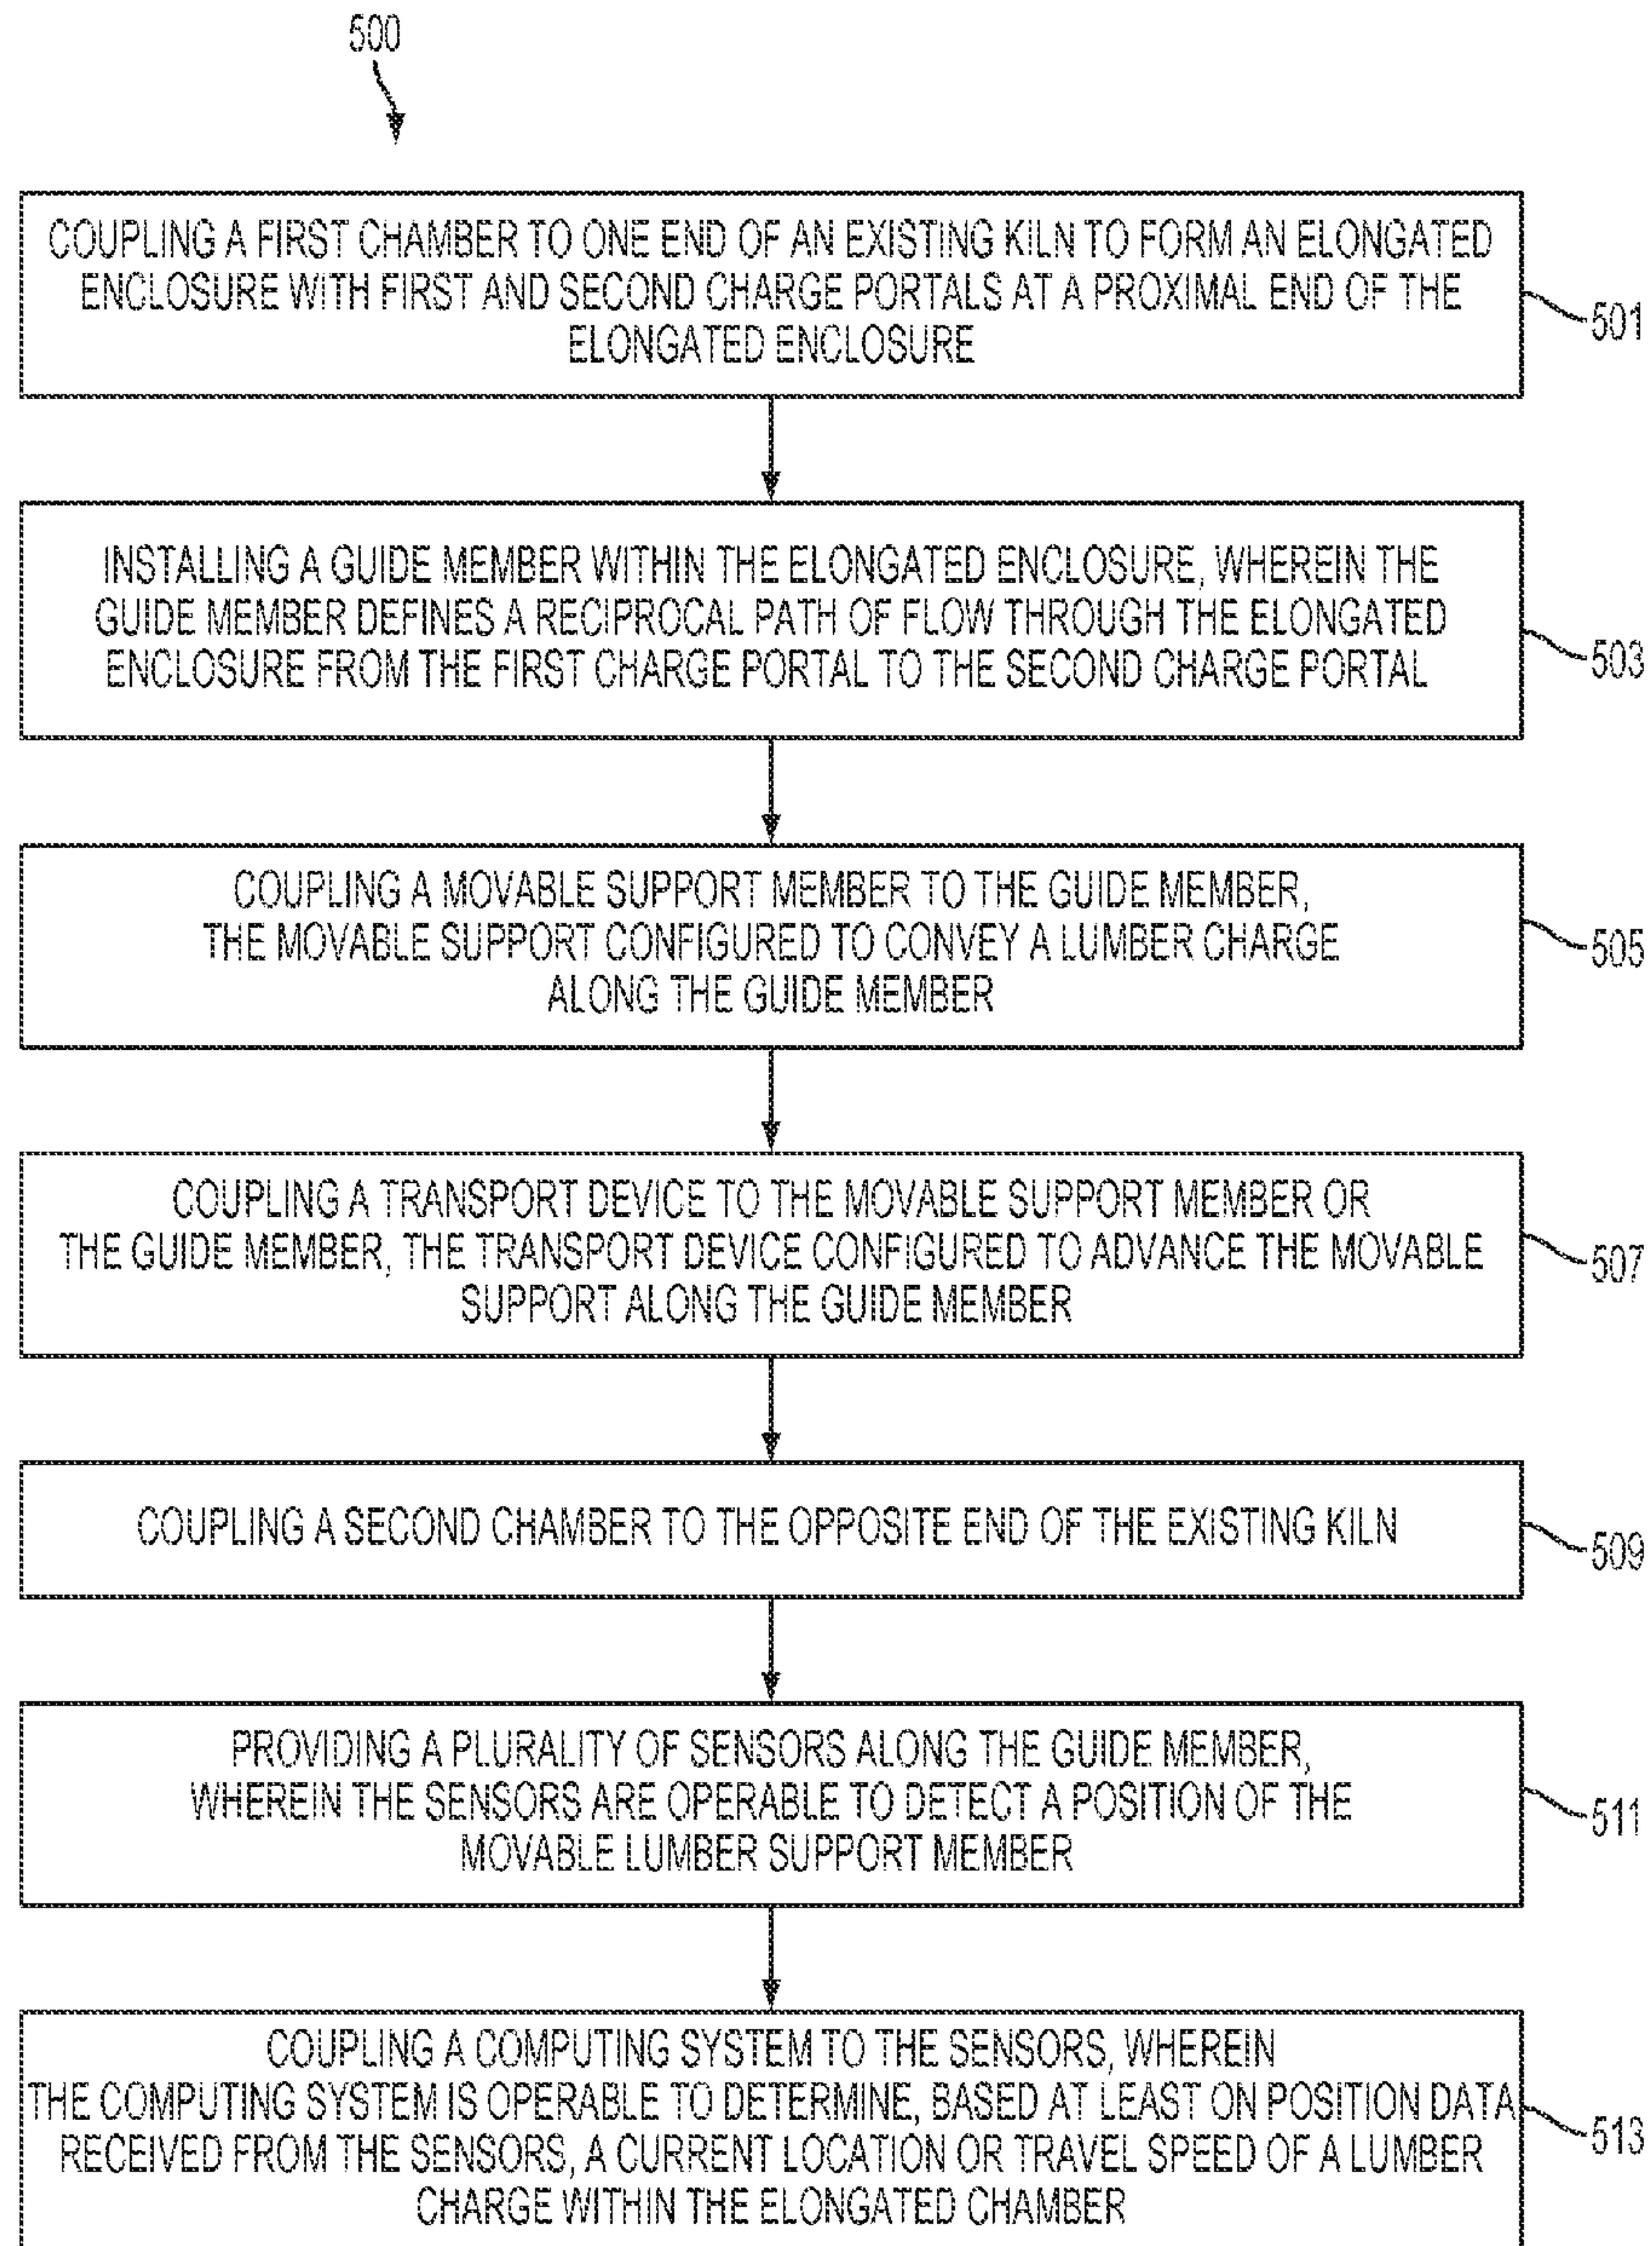 500
COUPLING A FIRST CHAMBER TO ONE END OF AN EXISTING KILN TO FORM AN ELONGATED
ENCLOSURE WITH FIRST AND SECOND CHARGE PORTALS AT A PROXIMAL END OF THE
ELONGATED ENCLOSURE
501
INSTALLING A GUIDE MEMBER WITHIN THE ELONGATED ENCLOSURE, WHEREIN THE
GUIDE MEMBER DEFINES A RECIPROCAL PATH OF FLOW THROUGH THE ELONGATED
ENCLOSURE FROM THE FIRST CHARGE PORTAL TO THE SECOND CHARGE PORTAL
503
COUPLING A MOVABLE SUPPORT MEMBER TO THE GUIDE MEMBER,
THE MOVABLE SUPPORT CONFIGURED TO CONVEY A LUMBER CHARGE
ALONG THE GUIDE MEMBER
505
COUPLING A TRANSPORT DEVICE TO THE MOVABLE SUPPORT MEMBER OR
THE GUIDE MEMBER, THE TRANSPORT DEVICE CONFIGURED TO ADVANCE THE MOVABLE
SUPPORT ALONG THE GUIDE MEMBER
507
COUPLING A SECOND CHAMBER TO THE OPPOSITE END OF THE EXISTING KILN
509
PROVIDING A PLURALITY OF SENSORS ALONG THE GUIDE MEMBER,
WHEREIN THE SENSORS ARE OPERABLE TO DETECT A POSITION OF THE
MOVABLE LUMBER SUPPORT MEMBER
511
COUPLING A COMPUTING SYSTEM TO THE SENSORS, WHEREIN
THE COMPUTING SYSTEM IS OPERABLE TO DETERMINE, BASED AT LEAST ON POSITION DATA
RECEIVED FROM THE SENSORS, A CURRENT LOCATION OR TRAVEL SPEED OF A LUMBER
CHARGE WITHIN THE ELONGATED CHAMBER
513